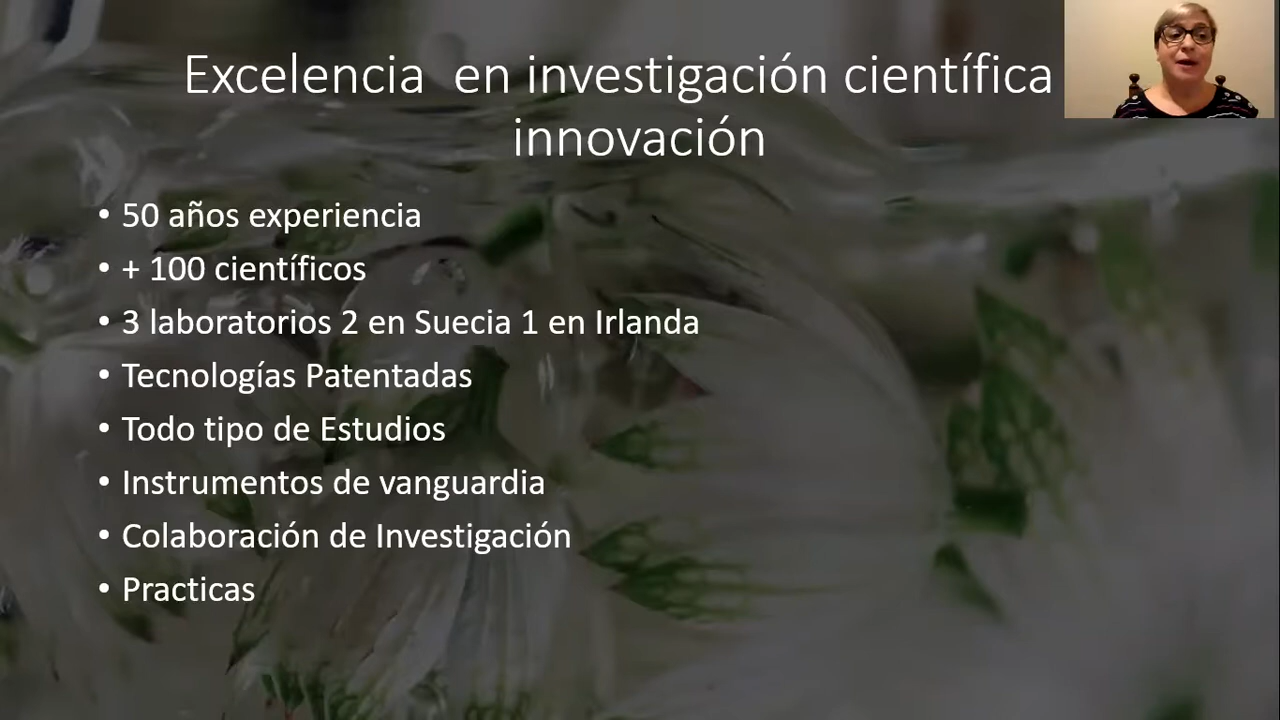 Excelencia en investigación científica
innovación
• 50 años experiencia
• + 100 científicos
• 3 laboratorios 2 en Suecia 1 en Irlanda
• Tecnologías Patentadas
• Todo tipo de Estudios
• Instrumentos de vanguardia
• Colaboración de Investigación
• Practicas